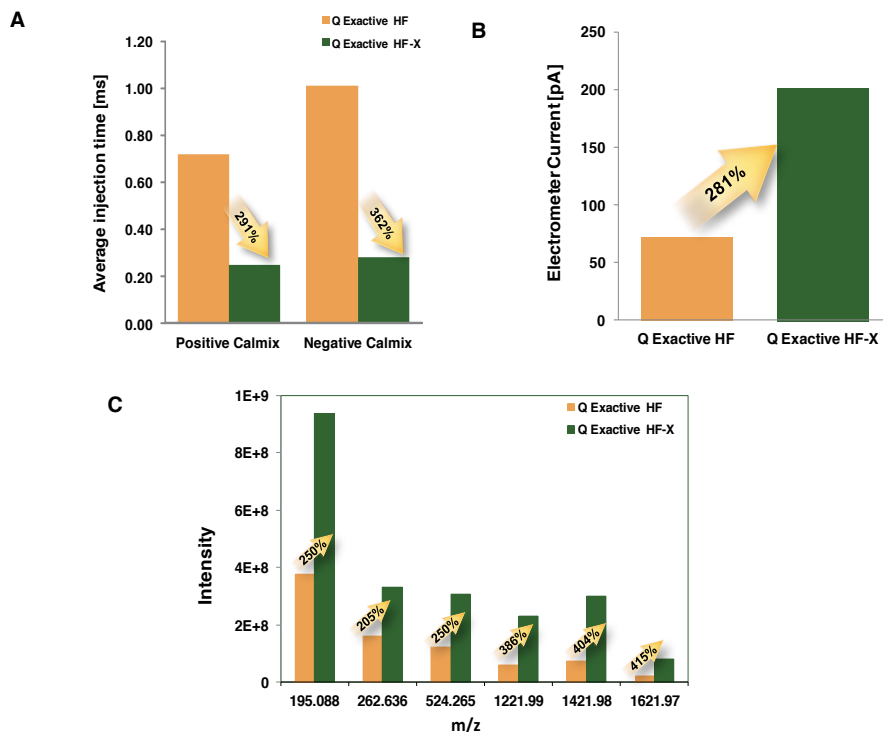 A
Q Exactive HF
Q Exactive HF-X
Average injection time [ms]
1.20
1.00
0.80
0.60
0.40
0.20
0.00
291%
362%
Positive Calmix
Negative Calmix
B
Electrometer Current [pA]
250
200
150
100
50
0
281%
Q Exactive HF
Q Exactive HF-X
C
Q Exactive HF
Q Exactive HF-X
Intensity
1E+9
8E+8
6E+8
4E+8
2E+8
0
250%
205%
250%
386%
404%
415%
195.088
262.636
524.265
1221.99
1421.98
1621.97
m/z